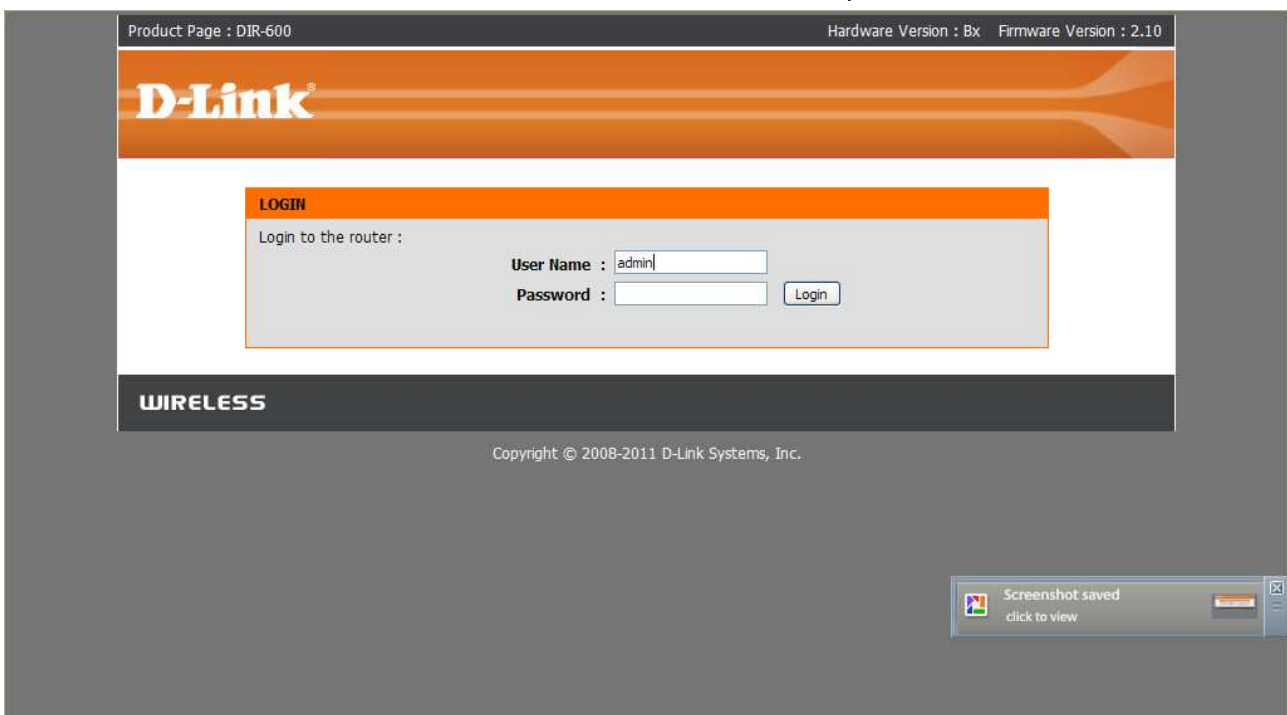 Product Page : DIR-600 Hardware Version : Bx Firmware Version : 2.10
D-Link®
LOGIN
Login to the router :
User Name : admin
Password : Login
WIRELESS
Copyright © 2008-2011 D-Link Systems, Inc.
Screenshot saved
click to view